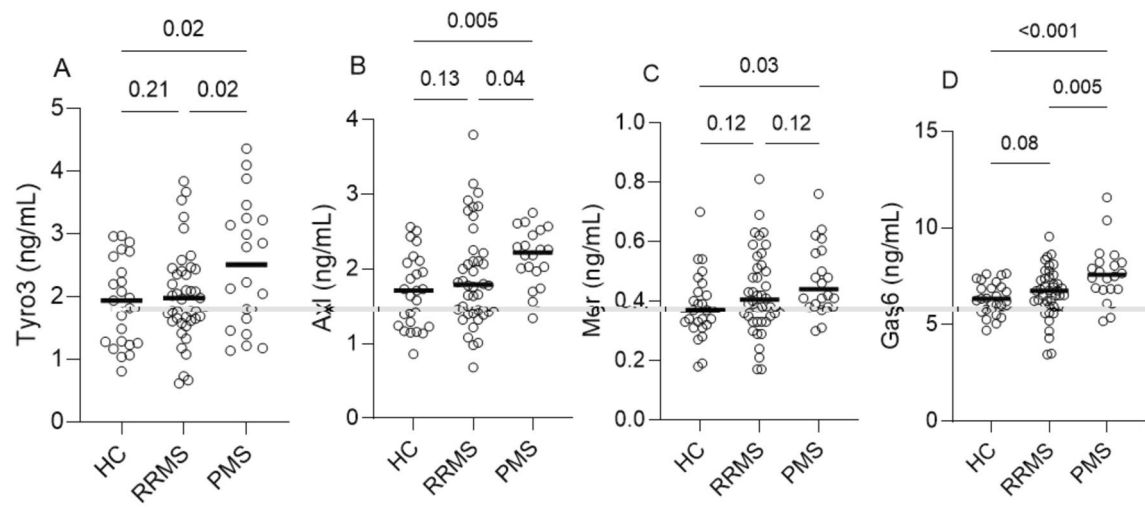 A
0.02
0.21
0.02
Tyro3 (ng/mL)
5
4
3
2
1
0
HC
RRMS
PMS
B
0.005
0.13
0.04
Axl (ng/mL)
4
3
2
1
0
HC
RRMS
PMS
C
0.03
0.12
0.12
Mer (ng/mL)
1.0
0.8
0.6
0.4
0.2
0.0
HC
RRMS
PMS
D
<0.001
0.005
0.08
Gas6 (ng/mL)
15
10
5
0
HC
RRMS
PMS